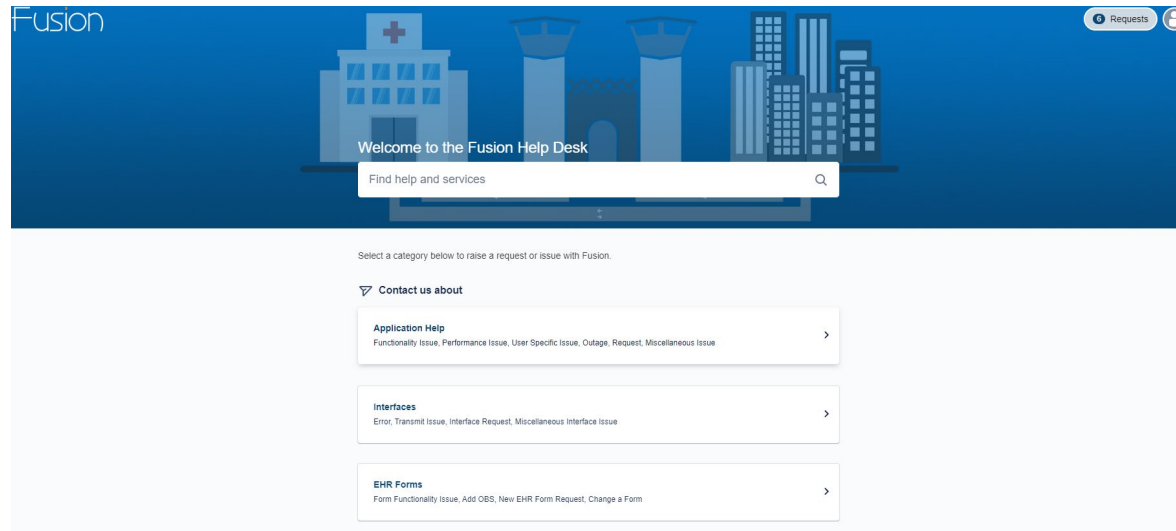 Fusion
6 Requests
Welcome to the Fusion Help Desk
Find help and services
Select a category below to raise a request or issue with Fusion.
Contact us about
Application Help
Functionality Issue, Performance Issue, User Specific Issue, Outage, Request, Miscellaneous Issue
Interfaces
Error, Transmit Issue, Interface Request, Miscellaneous Interface Issue
EHR Forms
Form Functionality Issue, Add OBS, New EHR Form Request, Change a Form